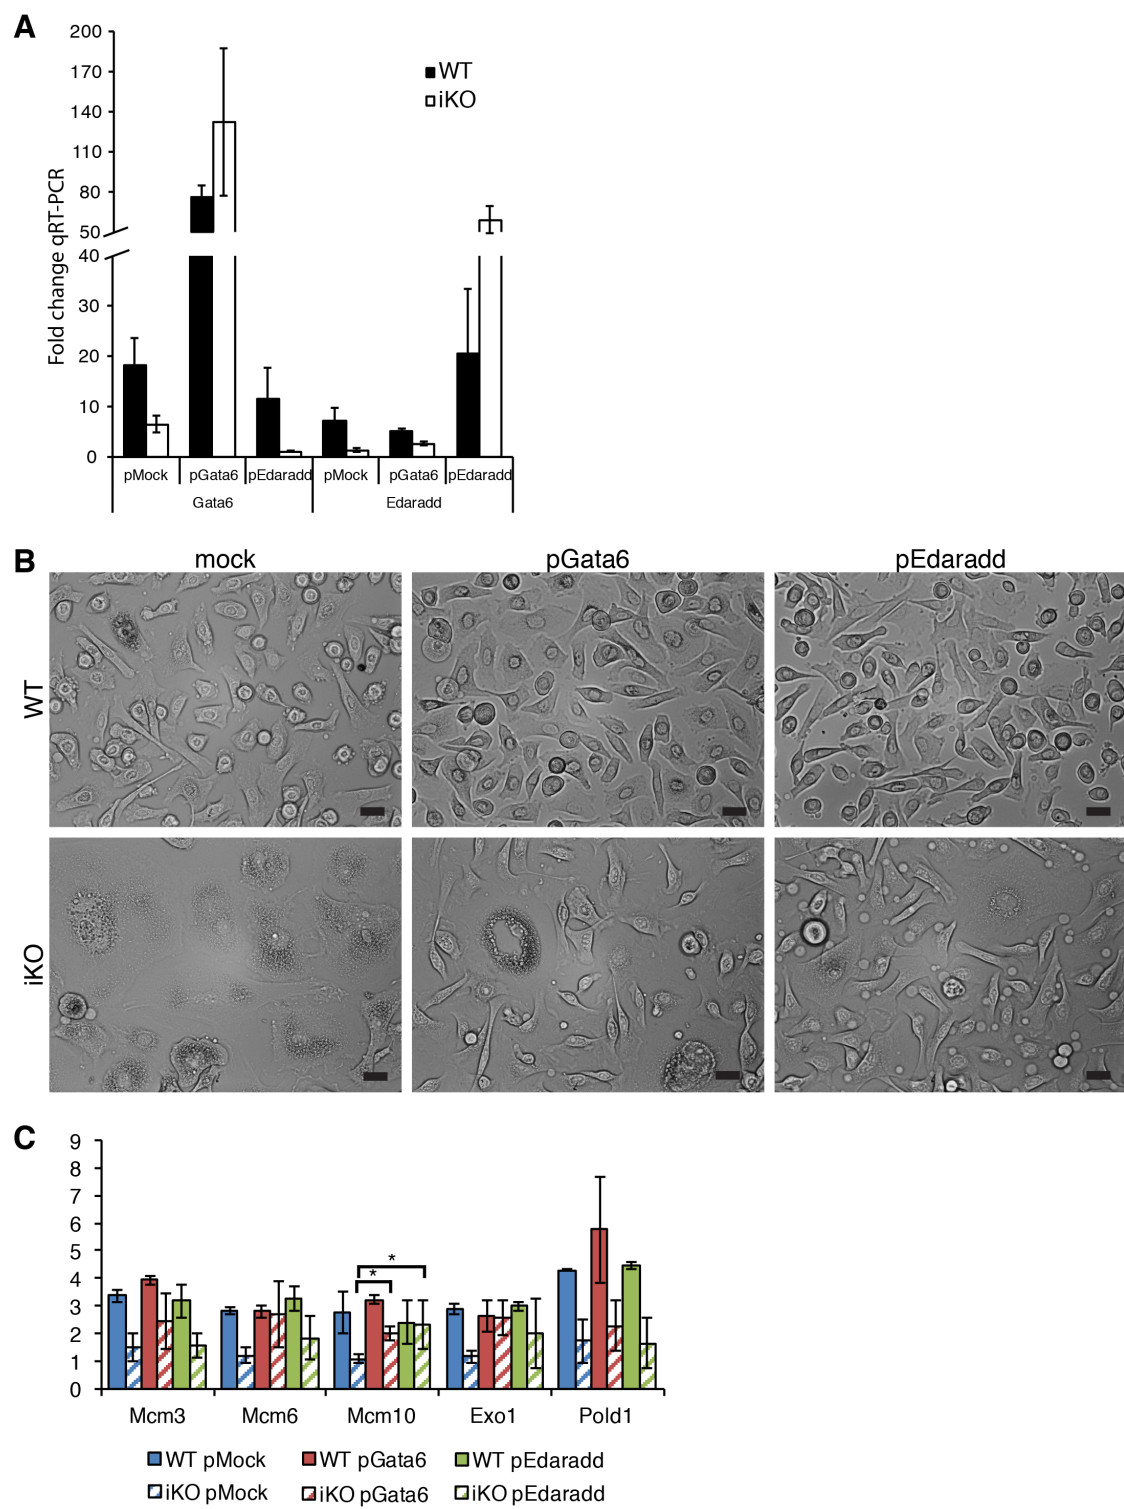 A
Fold change qRT-PCR
200
170
140
110
80
50
40
30
20
10
0
WT
iKO
pMock pGata6 pEdaradd pMock pGata6 pEdaradd
Gata6 Edaradd
B
mock pGata6 pEdaradd
WT
iKO
C
9
8
7
6
5
4
3
2
1
0
*
*
Mcm3 Mcm6 Mcm10 Exo1 Pold1
WT pMock WT pGata6 WT pEdaradd
iKO pMock iKO pGata6 iKO pEdaradd